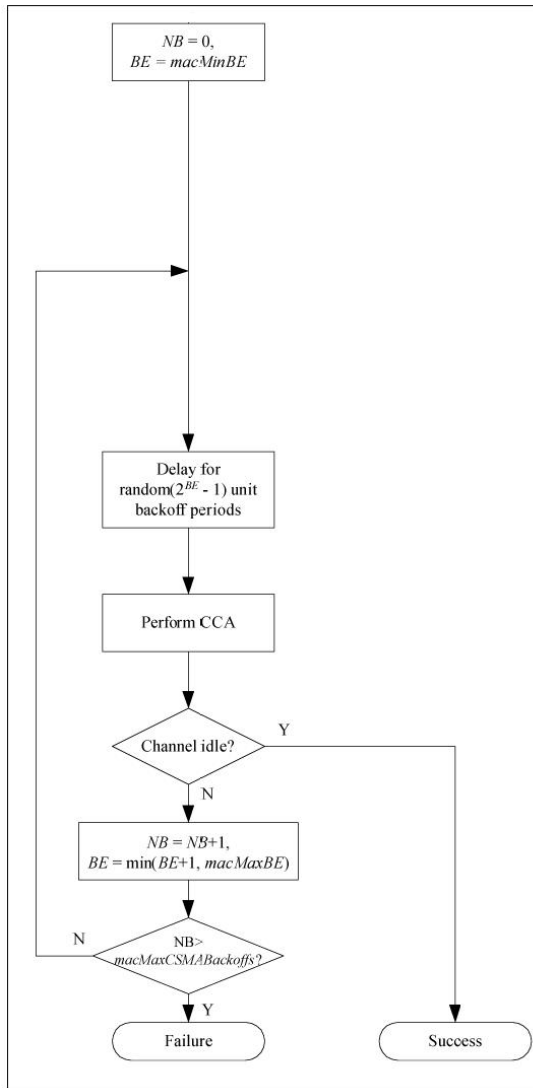 NB = 0,
BE = macMinBE
Delay for
random(2^BE - 1) unit
backoff periods
Perform CCA
Channel idle?
Y
N
NB = NB+1,
BE = min(BE+1, macMaxBE)
N
NB>
macMaxCSMABackoffs?
Y
Failure
Success